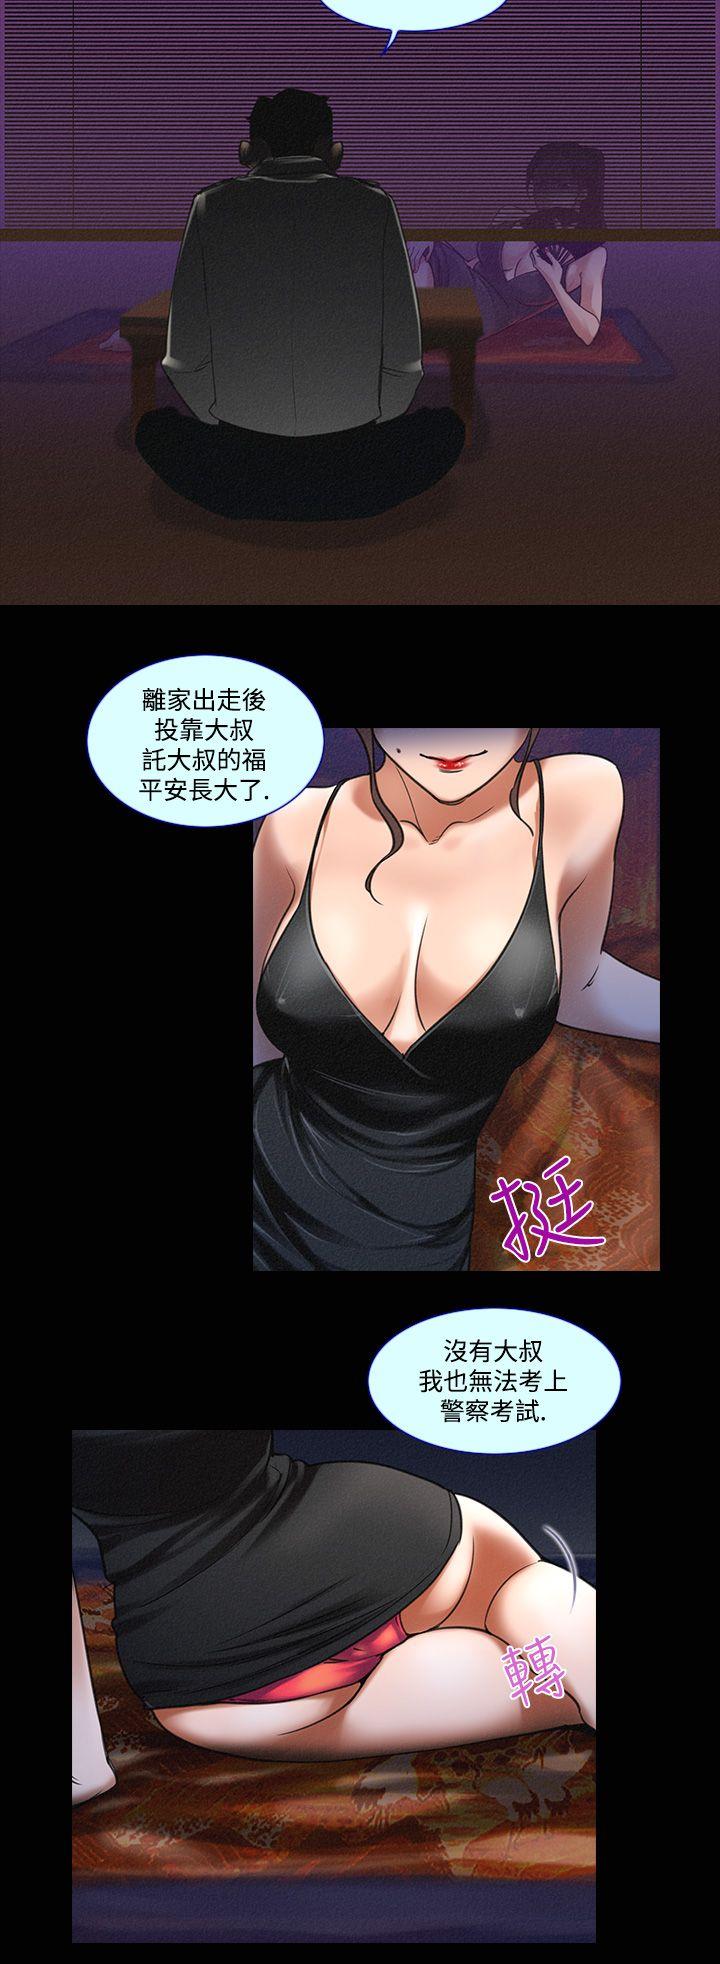 離家出走後
投靠大叔
託大叔的福
平安長大了.
挺
沒有大叔
我也無法考上
警察考試.
轉